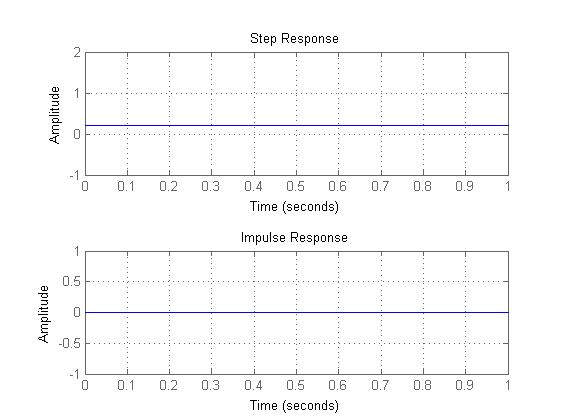 Step Response
2
1
0
-1
Amplitude
0 0.1 0.2 0.3 0.4 0.5 0.6 0.7 0.8 0.9 1
Time (seconds)
Impulse Response
1
0.5
0
-0.5
-1
Amplitude
0 0.1 0.2 0.3 0.4 0.5 0.6 0.7 0.8 0.9 1
Time (seconds)